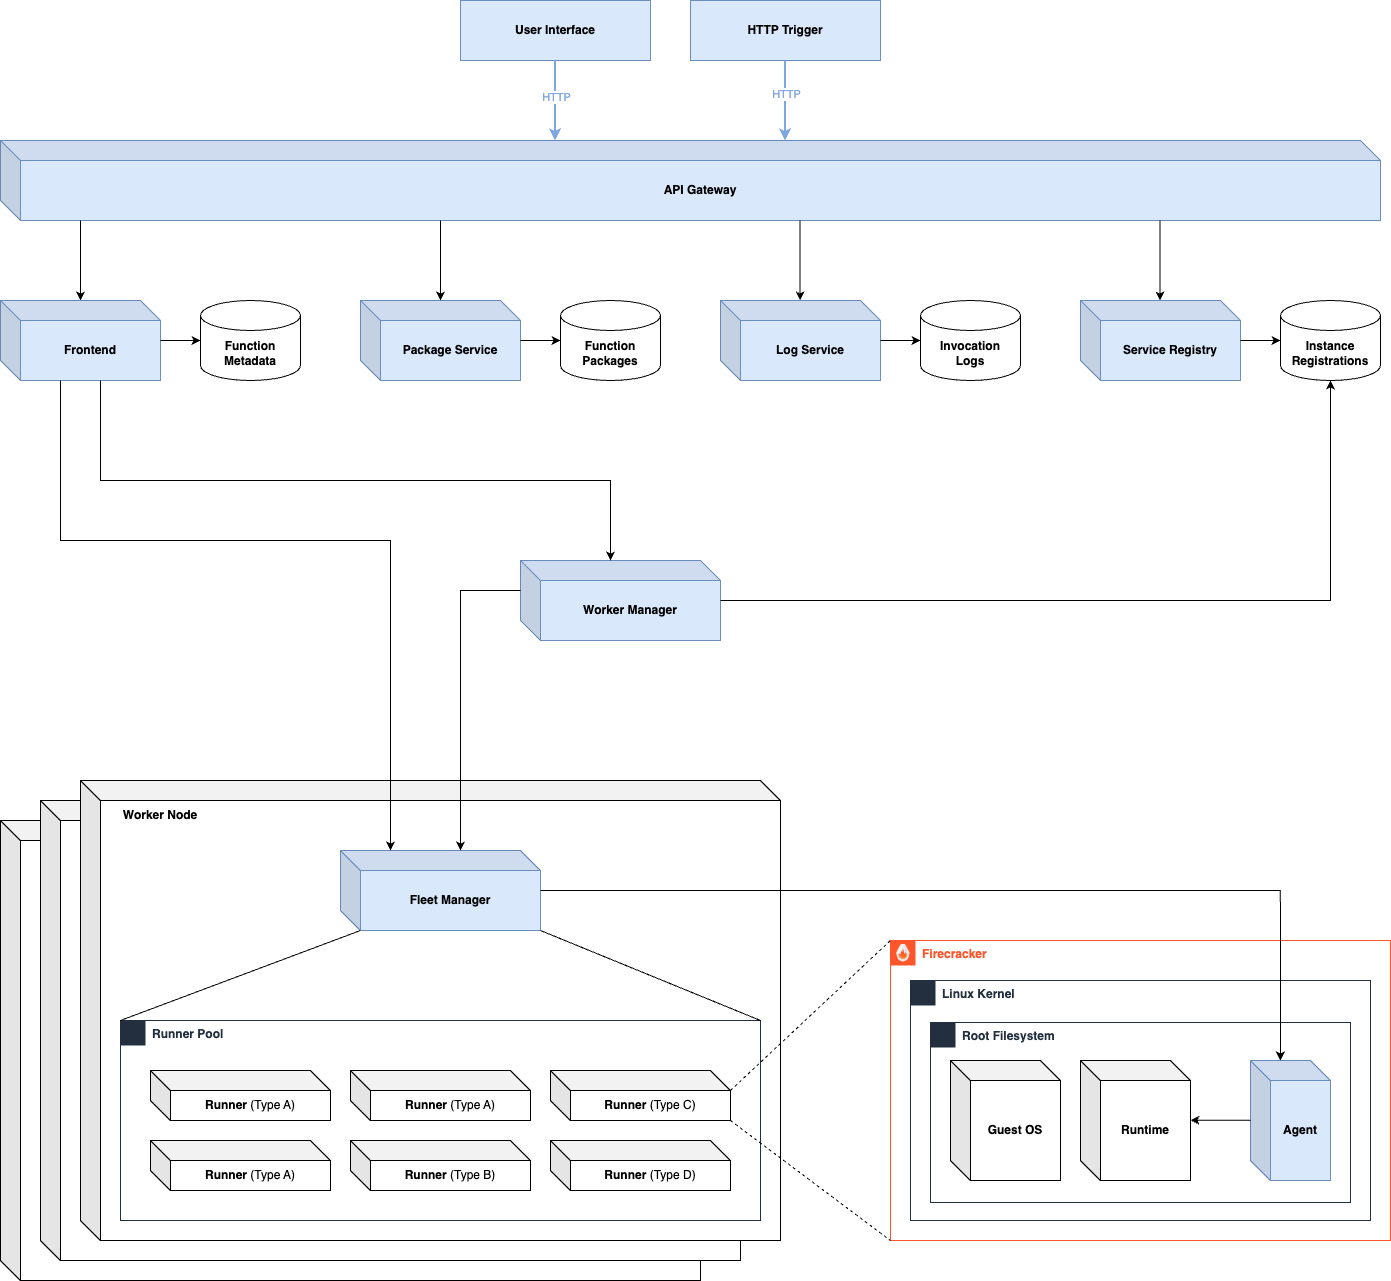 User Interface
HTTP Trigger
HTTP
HTTP
API Gateway
Frontend
Function
Metadata
Package Service
Function
Packages
Log Service
Invocation
Logs
Service Registry
Instance
Registrations
Worker Manager
Worker Node
Fleet Manager
Runner Pool
Runner (Type A)
Runner (Type A)
Runner (Type C)
Runner (Type A)
Runner (Type B)
Runner (Type D)
Firecracker
Linux Kernel
Root Filesystem
Guest OS
Runtime
Agent